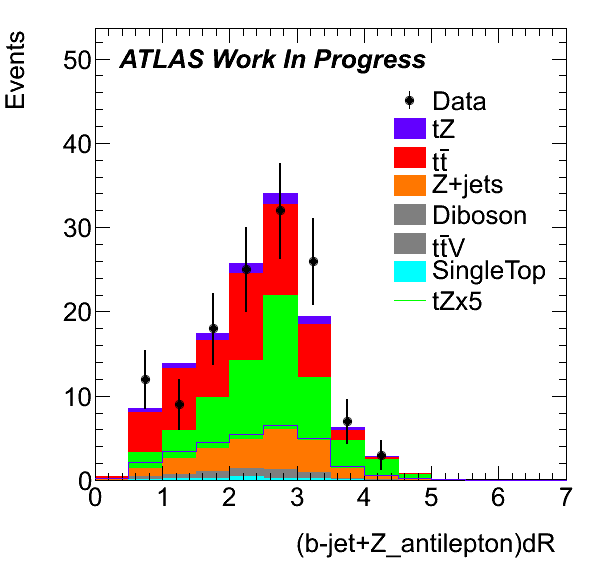 Events
ATLAS Work In Progress
Data
tZ
tt̄
Z+jets
Diboson
tt̄V
SingleTop
tZx5
50
40
30
20
10
0
0 1 2 3 4 5 6 7
(b-jet+Z_antilepton)dR